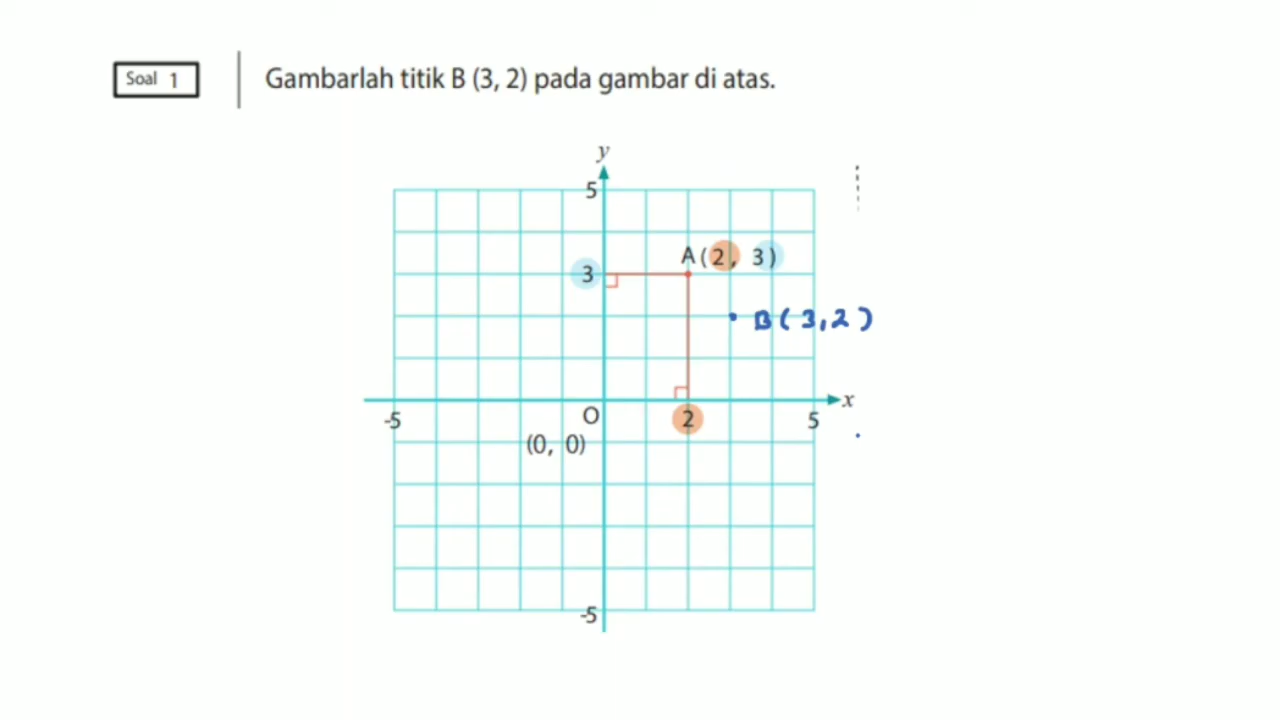 Soal 1
Gambarlah titik B (3, 2) pada gambar di atas.
y
5
A (2, 3)
3
B (3,2)
x
-5
O
2
5
(0, 0)
-5